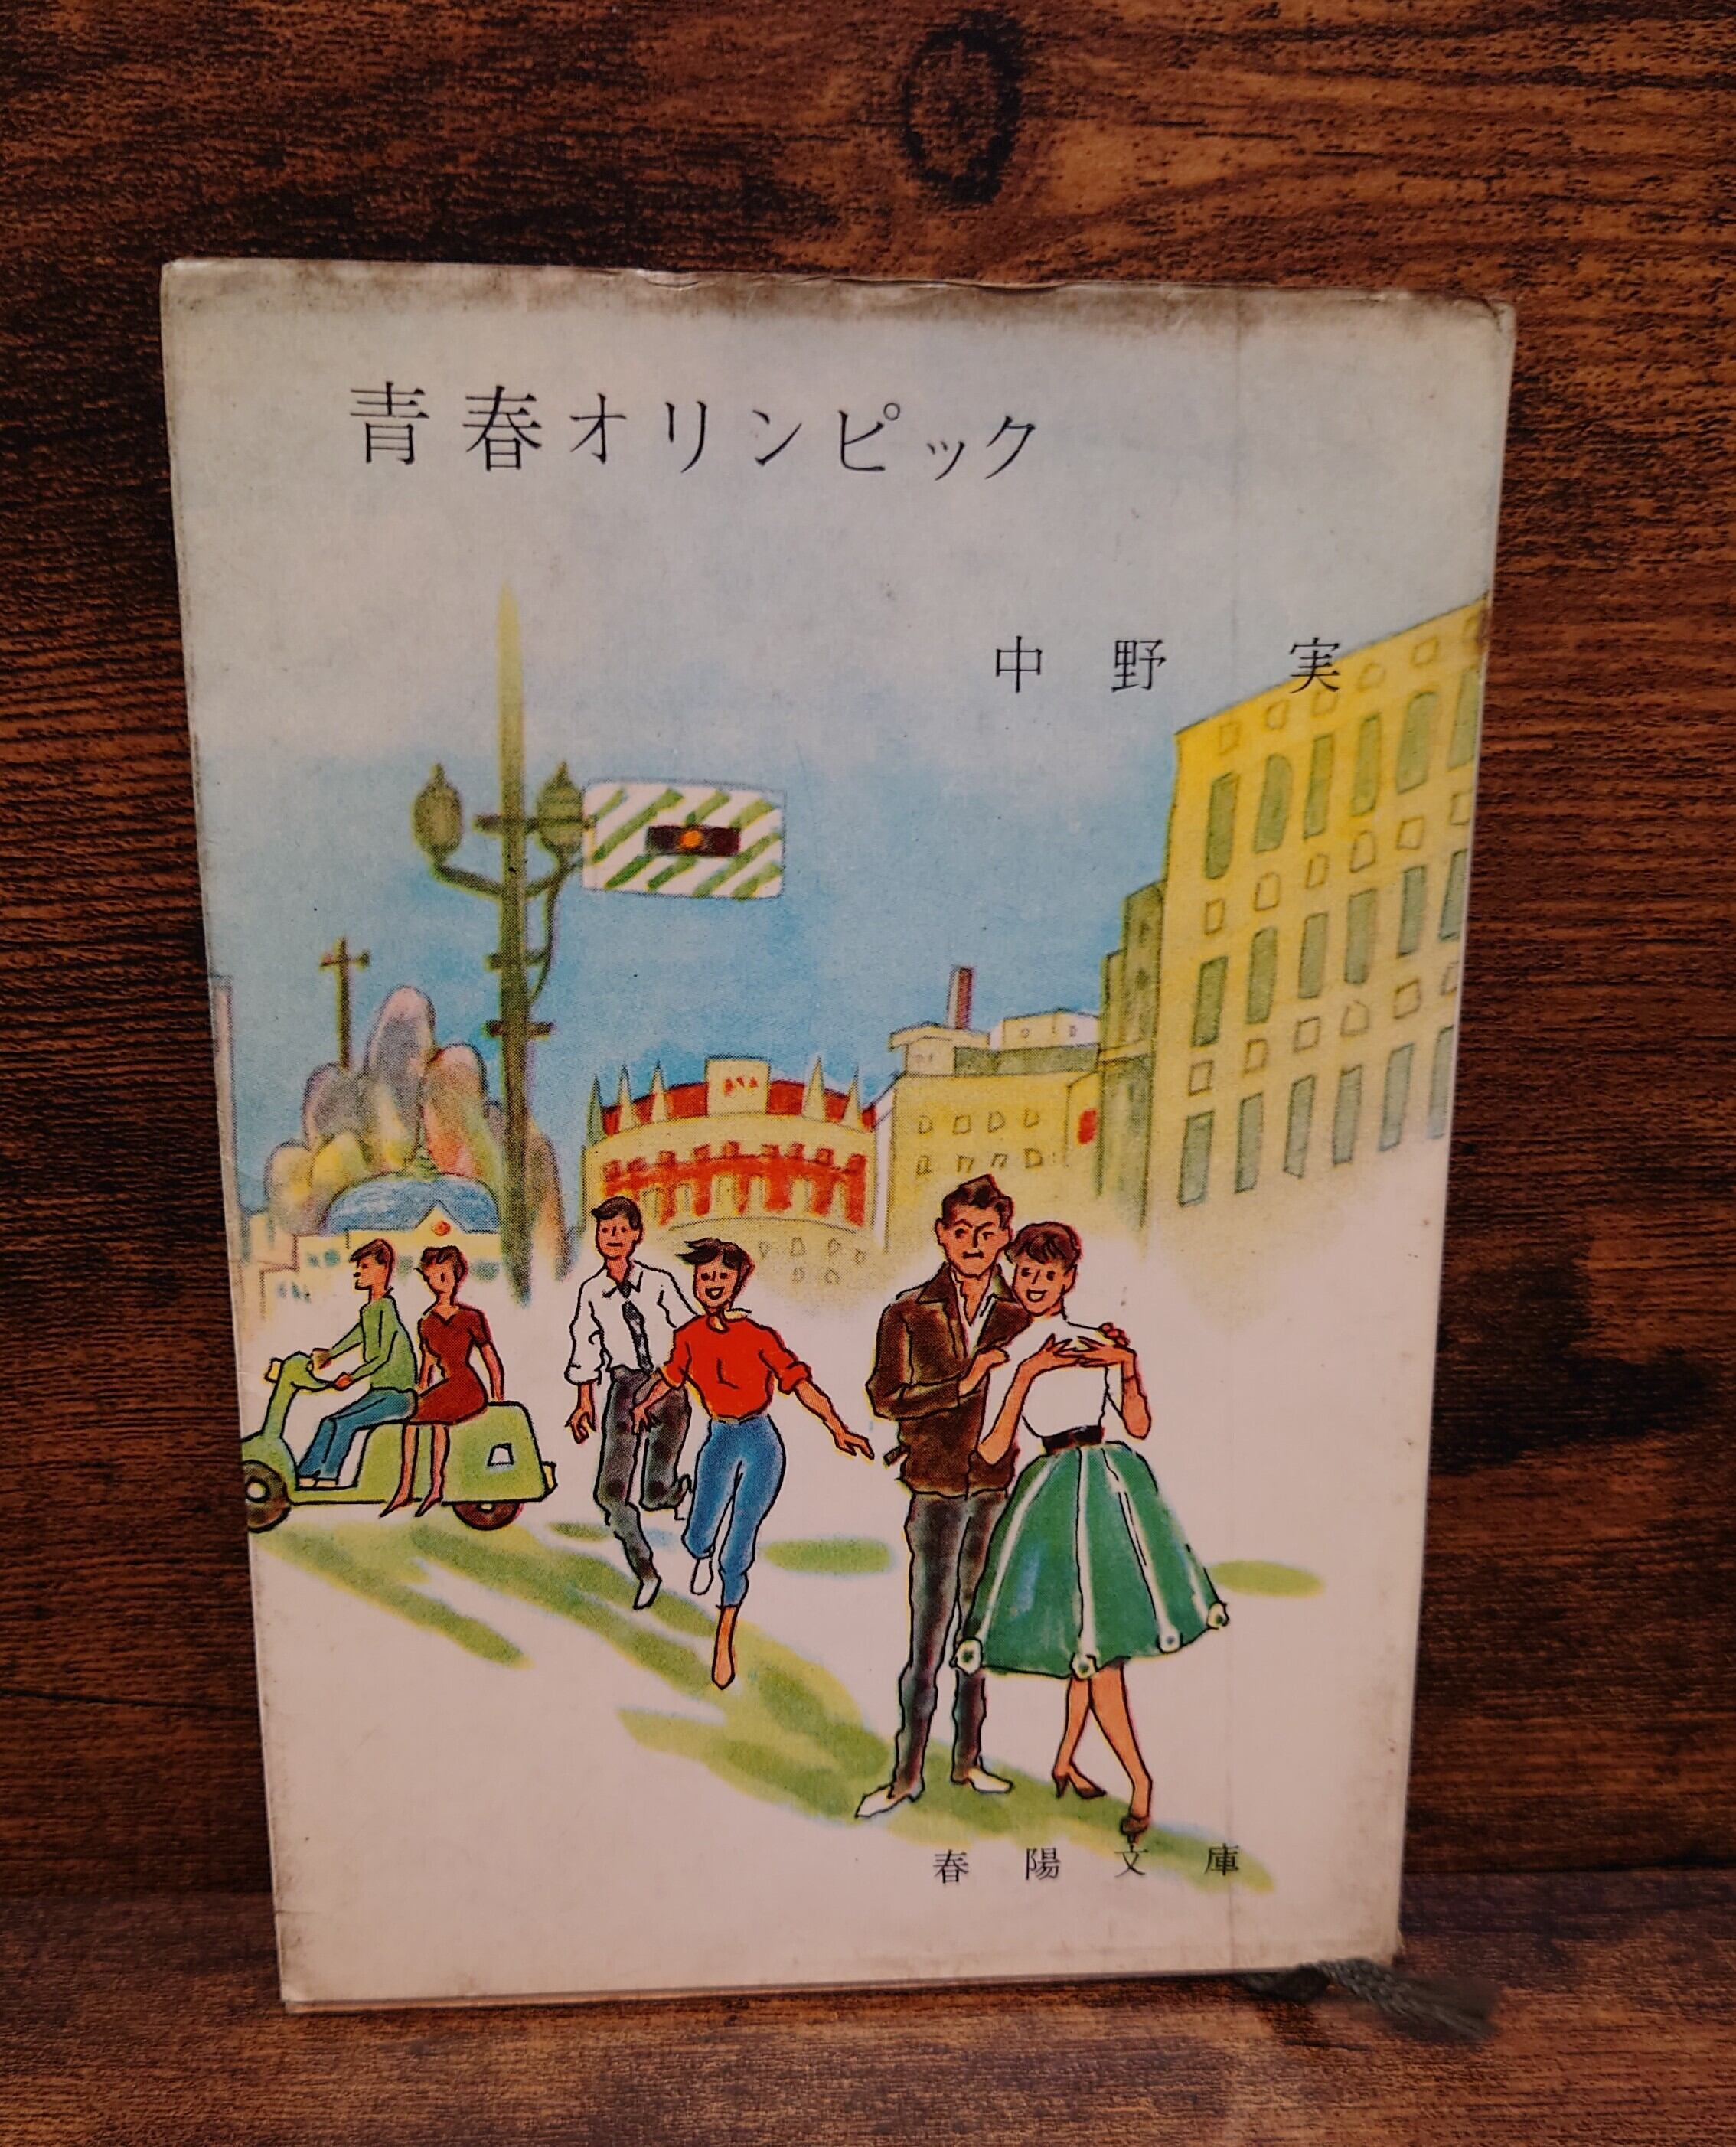 青春オリンピック
中野 実
春陽文庫